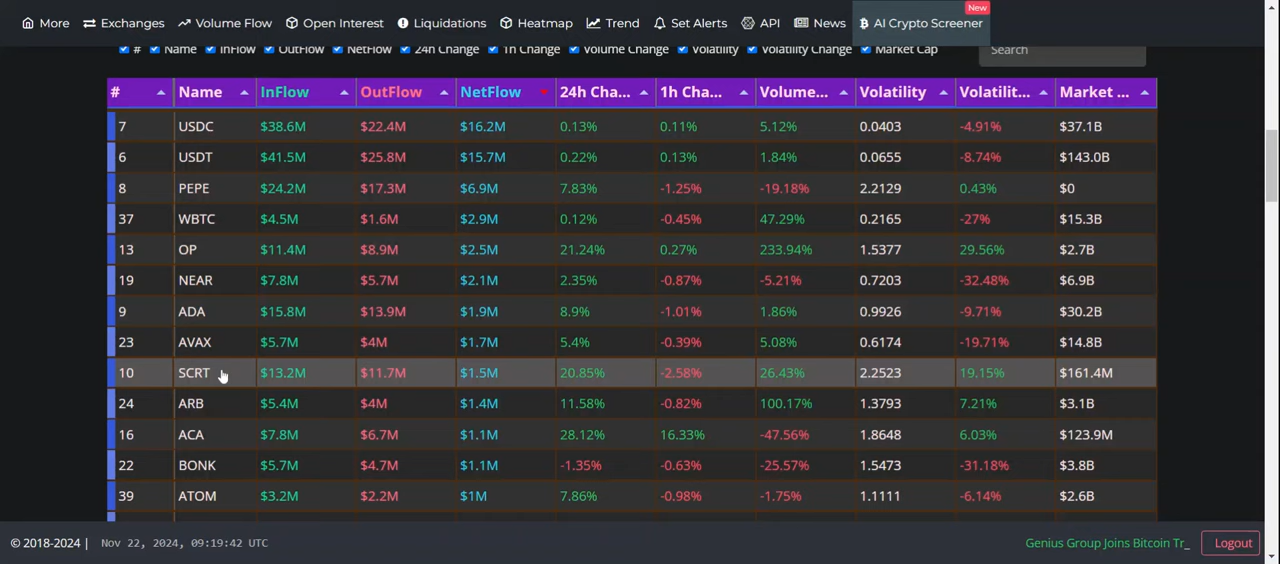 More Exchanges Volume Flow Open Interest Liquidations Heatmap Trend Set Alerts API News AI Crypto Screener New
# Name InFlow OutFlow NetFlow 24h Change 1h Change Volume Change Volatility Volatility Change Market Cap Search
# Name InFlow OutFlow NetFlow 24h Cha... 1h Cha... Volume... Volatility Volatilit... Market ...
7 USDC $38.6M $22.4M $16.2M 0.13% 0.11% 5.12% 0.0403 -4.91% $37.1B
6 USDT $41.5M $25.8M $15.7M 0.22% 0.13% 1.84% 0.0655 -8.74% $143.0B
8 PEPE $24.2M $17.3M $6.9M 7.83% -1.25% -19.18% 2.2129 0.43% $0
37 WBTC $4.5M $1.6M $2.9M 0.12% -0.45% 47.29% 0.2165 -27% $15.3B
13 OP $11.4M $8.9M $2.5M 21.24% 0.27% 233.94% 1.5377 29.56% $2.7B
19 NEAR $7.8M $5.7M $2.1M 2.35% -0.87% -5.21% 0.7203 -32.48% $6.9B
9 ADA $15.8M $13.9M $1.9M 8.9% -1.01% 1.86% 0.9926 -9.71% $30.2B
23 AVAX $5.7M $4M $1.7M 5.4% -0.39% 5.08% 0.6174 -19.71% $14.8B
10 SCRT $13.2M $11.7M $1.5M 20.85% -2.58% 26.43% 2.2523 19.15% $161.4M
24 ARB $5.4M $4M $1.4M 11.58% -0.82% 100.17% 1.3793 7.21% $3.1B
16 ACA $7.8M $6.7M $1.1M 28.12% 16.33% -47.56% 1.8648 6.03% $123.9M
22 BONK $5.7M $4.7M $1.1M -1.35% -0.63% -25.57% 1.5473 -31.18% $3.8B
39 ATOM $3.2M $2.2M $1M 7.86% -0.98% -1.75% 1.1111 -6.14% $2.6B
© 2018-2024 | Nov 22, 2024, 09:19:42 UTC Genius Group Joins Bitcoin Tr_ Logout